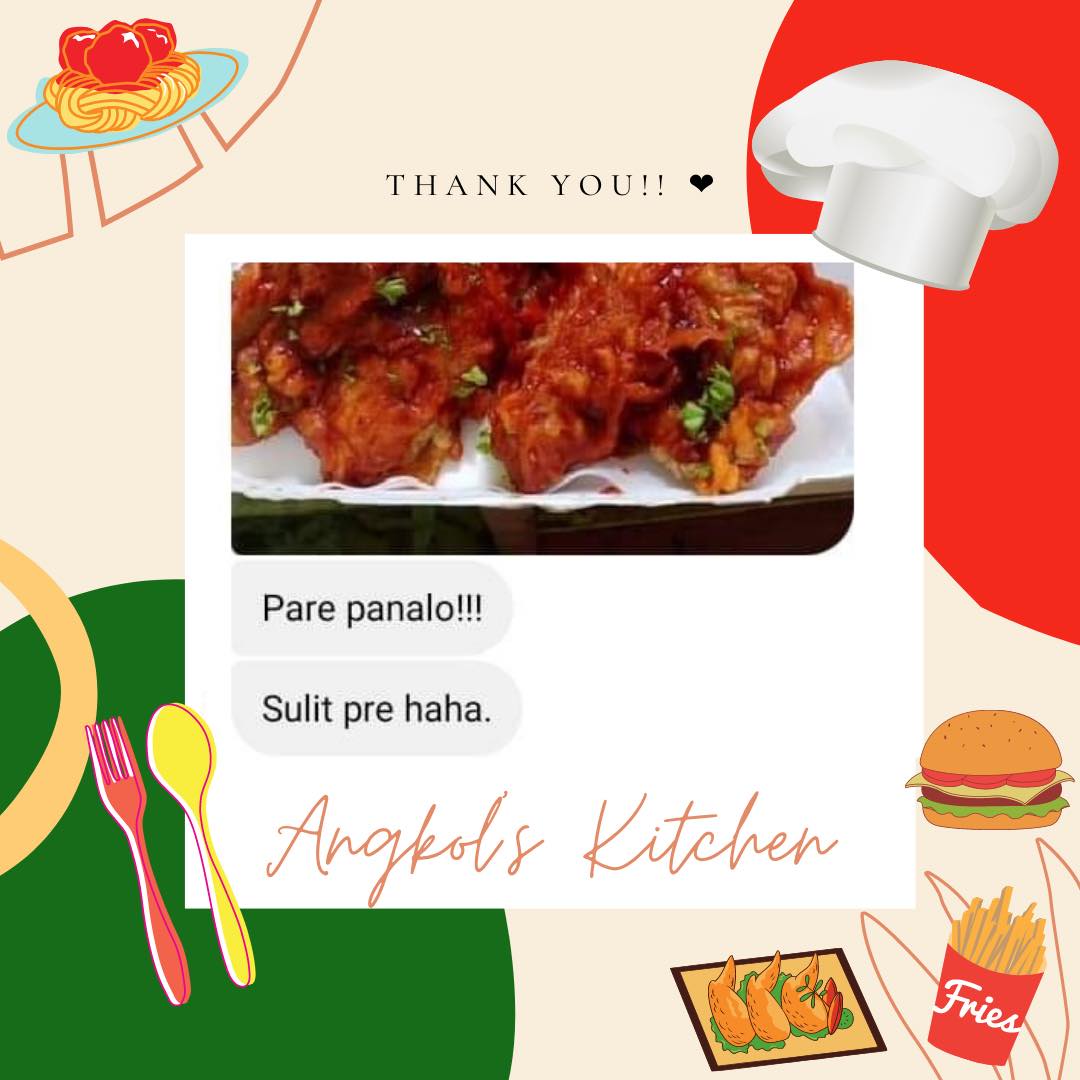 THANK YOU!! ❤
Pare panalo!!!
Sulit pre haha.
Angkol's Kitchen
Fries